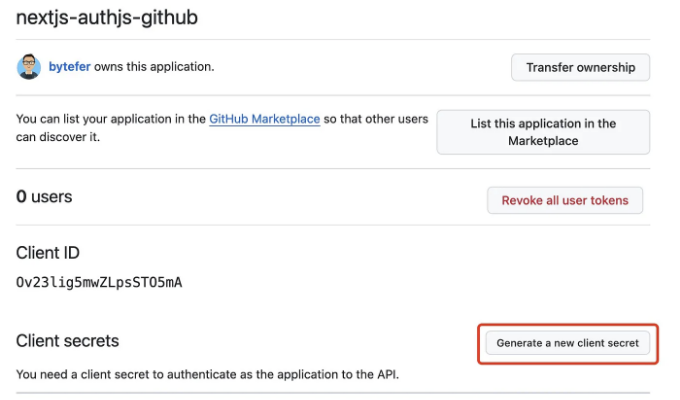 nextjs-authjs-github
bytefer owns this application.
Transfer ownership
You can list your application in the GitHub Marketplace so that other users
can discover it.
List this application in the
Marketplace
0 users
Revoke all user tokens
Client ID
Ov23lig5mwZLpsSTO5mA
Client secrets
Generate a new client secret
You need a client secret to authenticate as the application to the API.